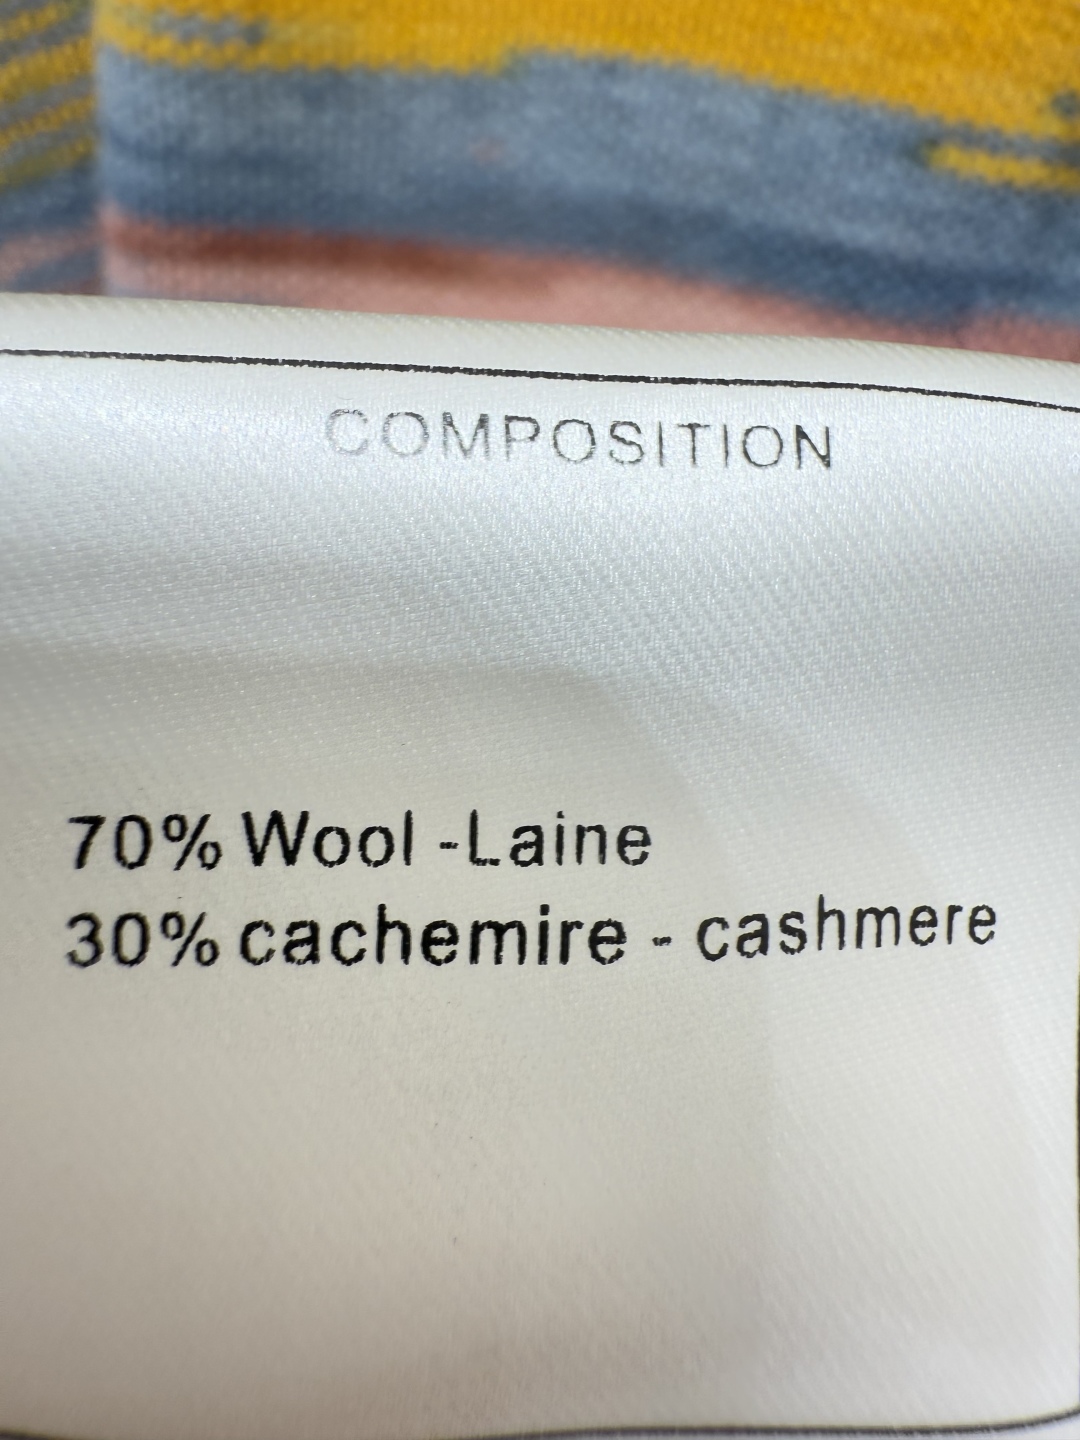 COMPOSITION
70% Wool -Laine
30% cachemire - cashmere